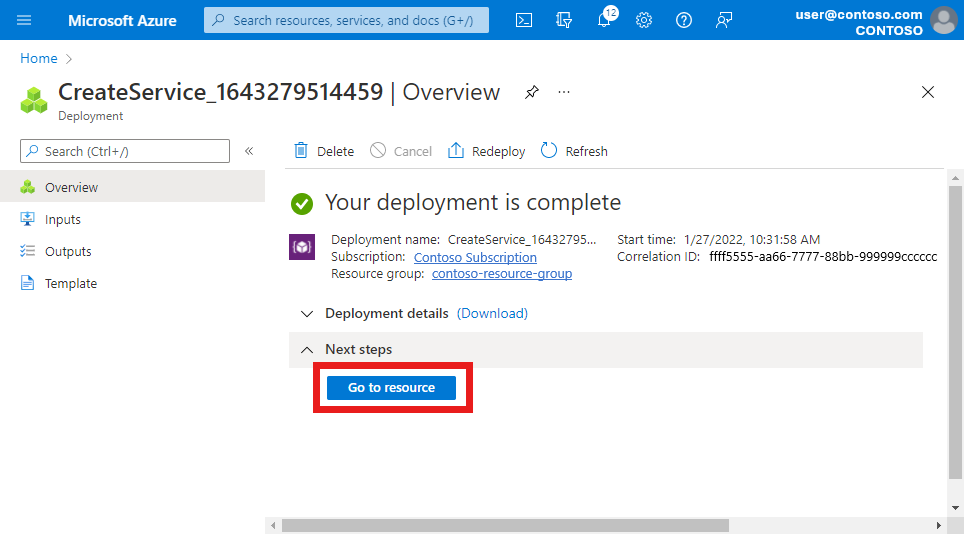 Microsoft Azure
Search resources, services, and docs (G+/)
12
user@contoso.com
CONTOSO
Home
CreateService_1643279514459 | Overview
...
Deployment
Search (Ctrl+/)
«
Delete
Cancel
Redeploy
Refresh
Overview
Inputs
Outputs
Template
Your deployment is complete
Deployment name: CreateService_16432795...
Subscription: Contoso Subscription
Resource group: contoso-resource-group
Start time: 1/27/2022, 10:31:58 AM
Correlation ID: ffff5555-aa66-7777-88bb-999999cccccc
Deployment details (Download)
Next steps
Go to resource